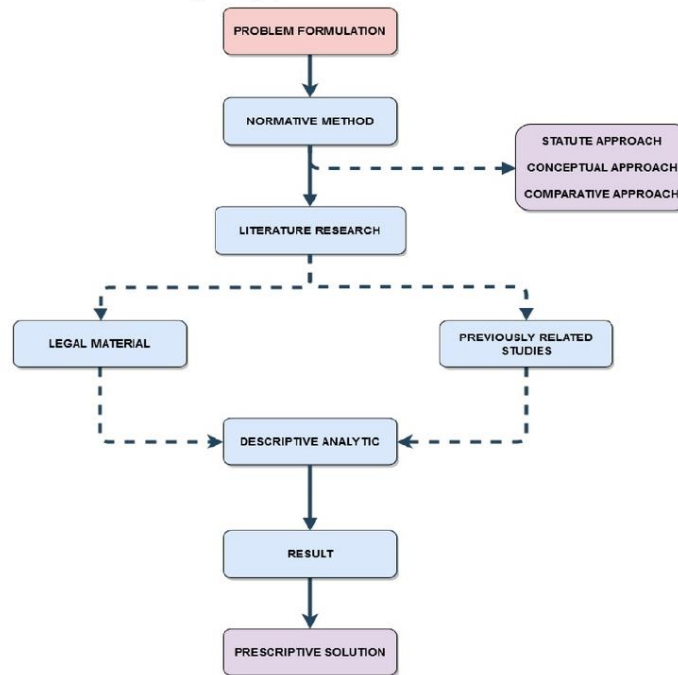 PROBLEM FORMULATION
NORMATIVE METHOD
STATUTE APPROACH
CONCEPTUAL APPROACH
COMPARATIVE APPROACH
LITERATURE RESEARCH
LEGAL MATERIAL
PREVIOUSLY RELATED
STUDIES
DESCRIPTIVE ANALYTIC
RESULT
PRESCRIPTIVE SOLUTION